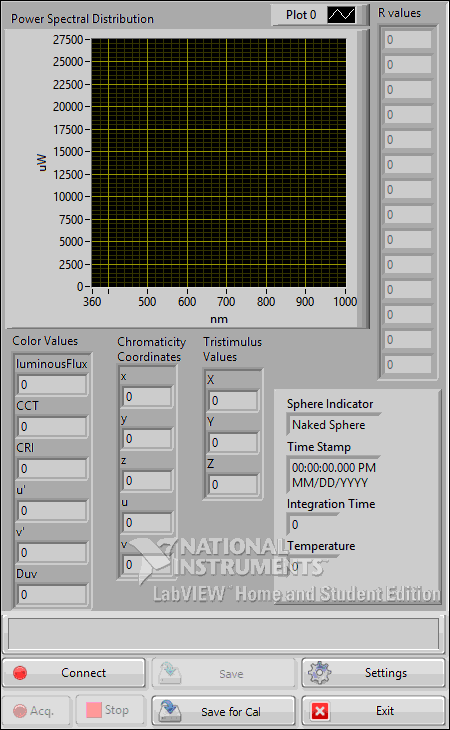 Power Spectral Distribution
Plot 0
R values
27500
25000
22500
20000
17500
15000
12500
10000
7500
5000
2500
0
uW
360
500
600
700
800
900
1000
nm
0
0
0
0
0
0
0
0
0
0
0
0
0
0
Color Values
luminousFlux
0
CCT
0
CRI
0
u'
0
v'
0
Duv
0
Chromaticity
Coordinates
x
0
y
0
z
0
u
0
v
0
Tristimulus
Values
X
0
Y
0
Z
0
Sphere Indicator
Naked Sphere
Time Stamp
00:00:00.000 PM
MM/DD/YYYY
Integration Time
0
Temperature
0
NATIONAL
INSTRUMENTS™
LabVIEW™ Home and Student Edition
Connect
Save
Settings
Acq.
Stop
Save for Cal
Exit